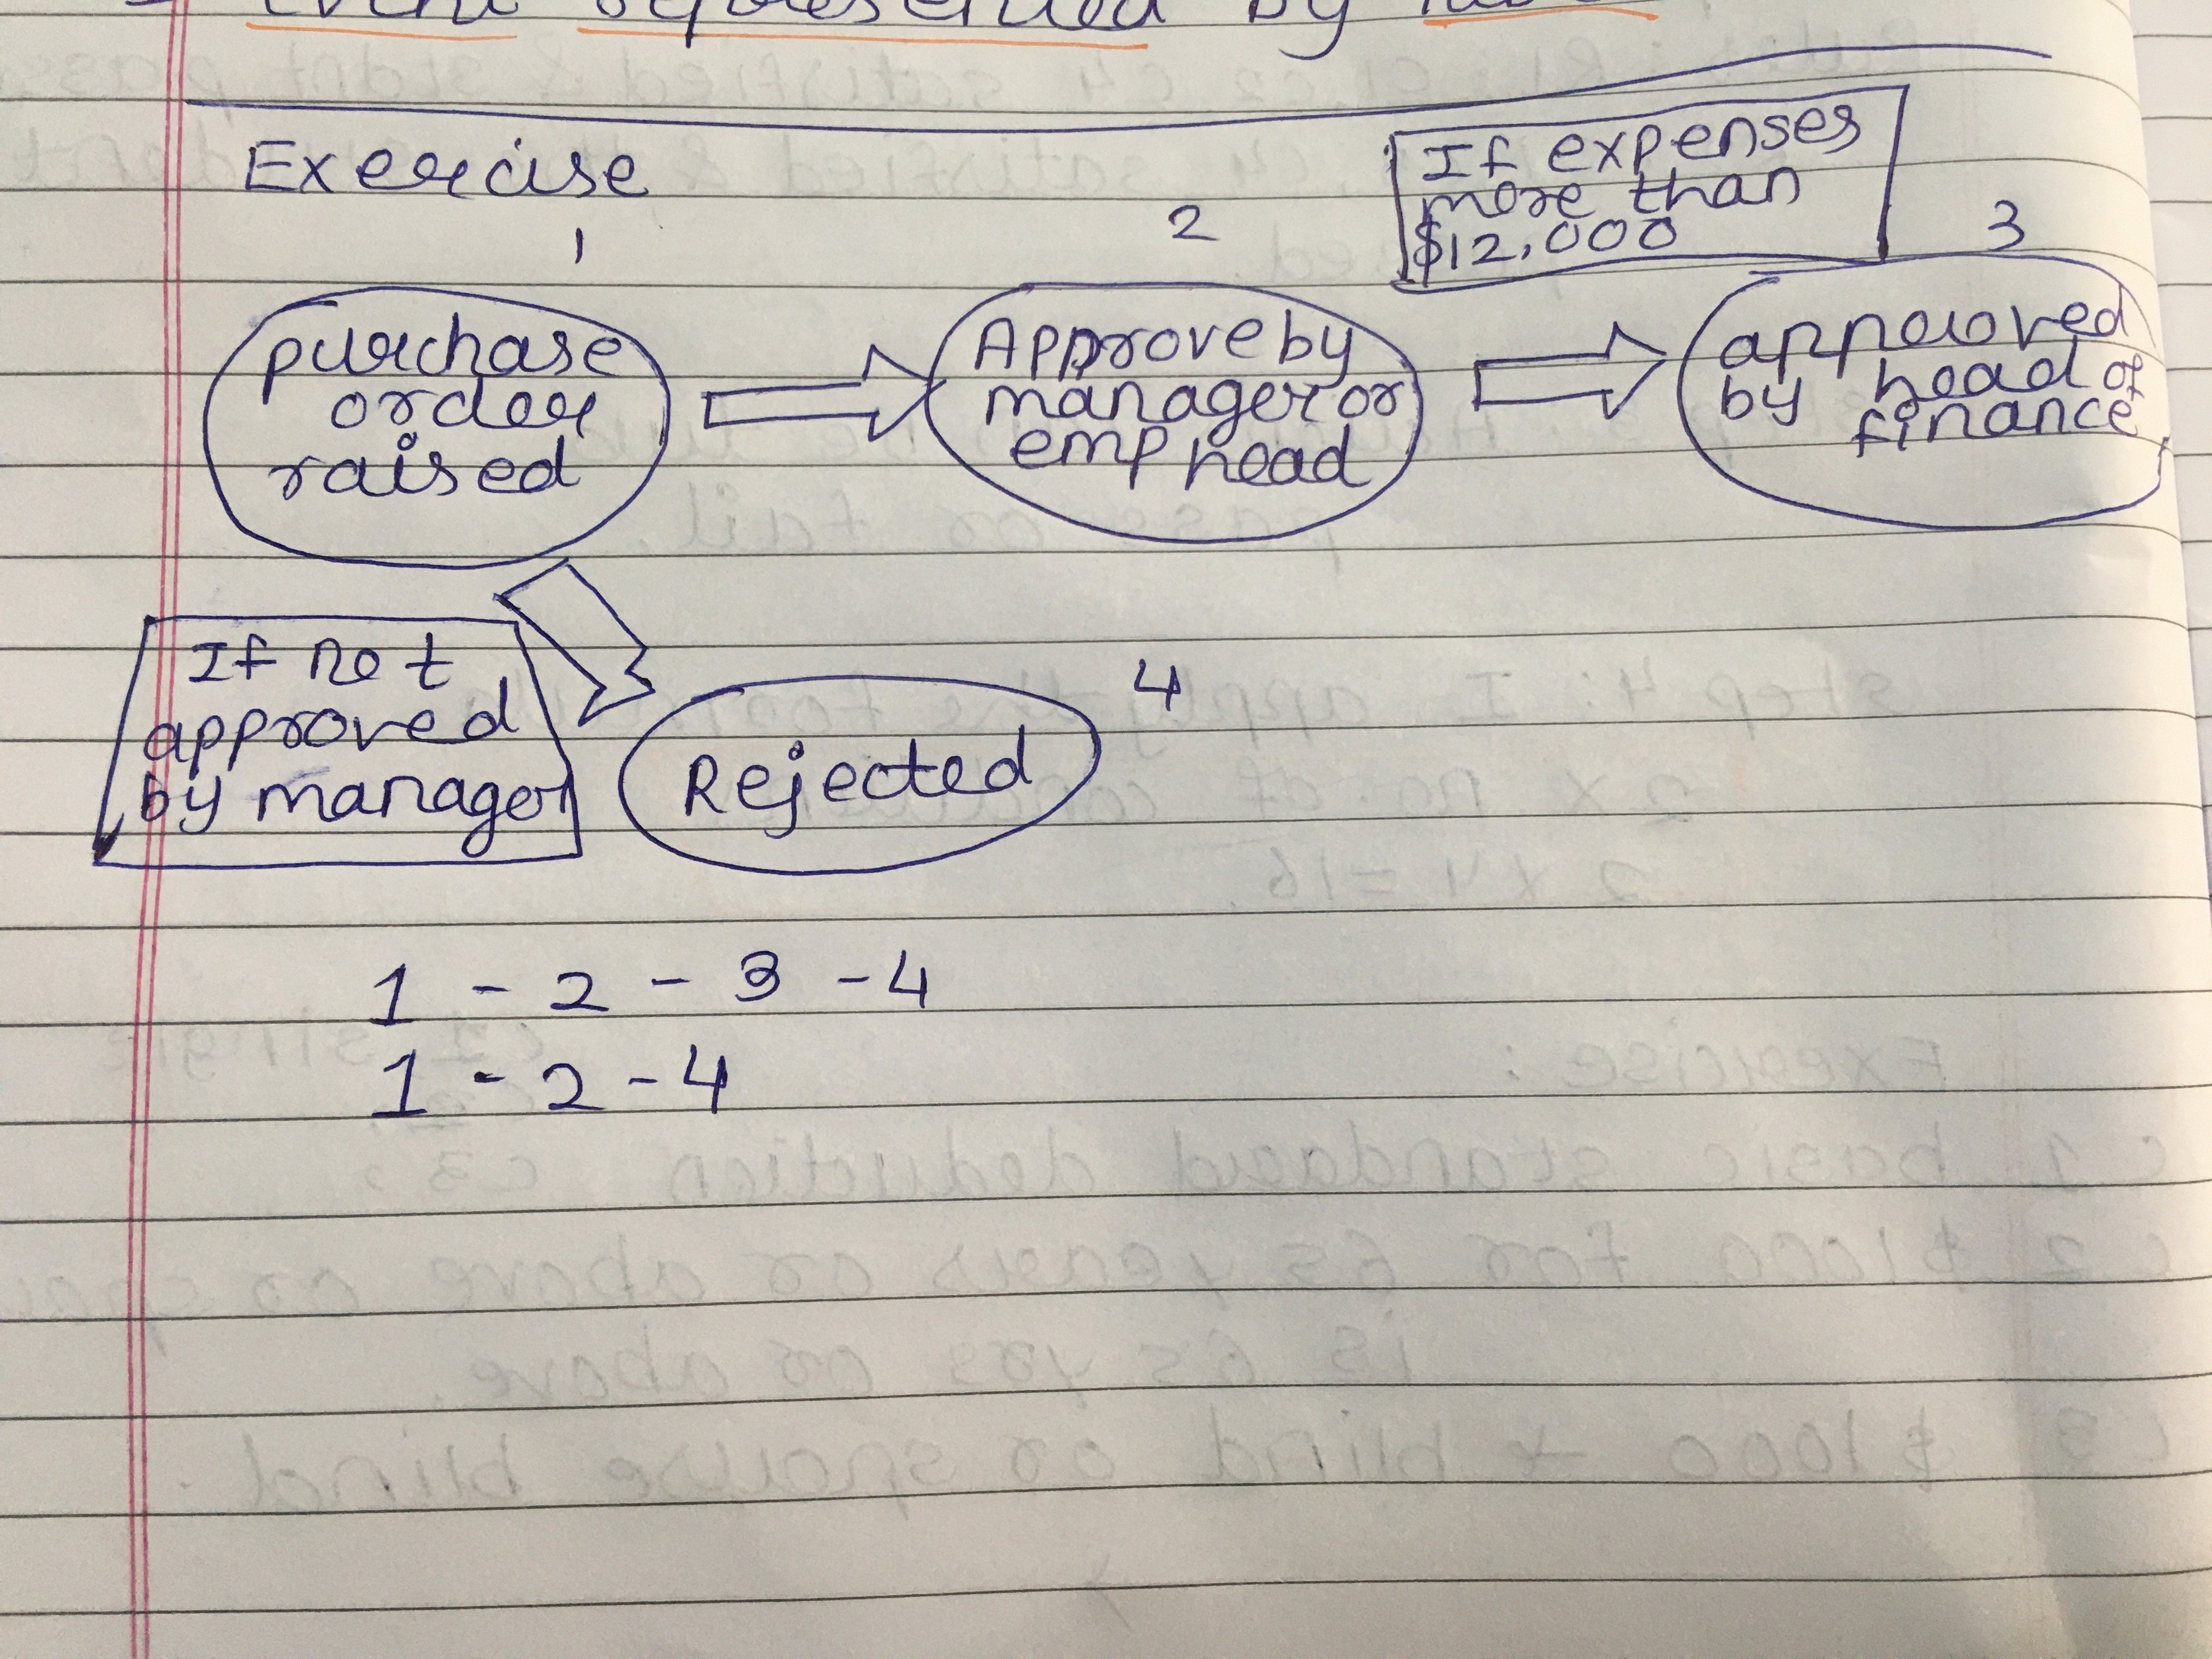 Event represented by
Exercise
If expenses
more than
$12,000
1
2
3
purchase
order
raised
Approve by
manager or
emp head
approved
by head of
finance
If not
approved
by manager
4
Rejected
1 - 2 - 3 - 4
1 - 2 - 4